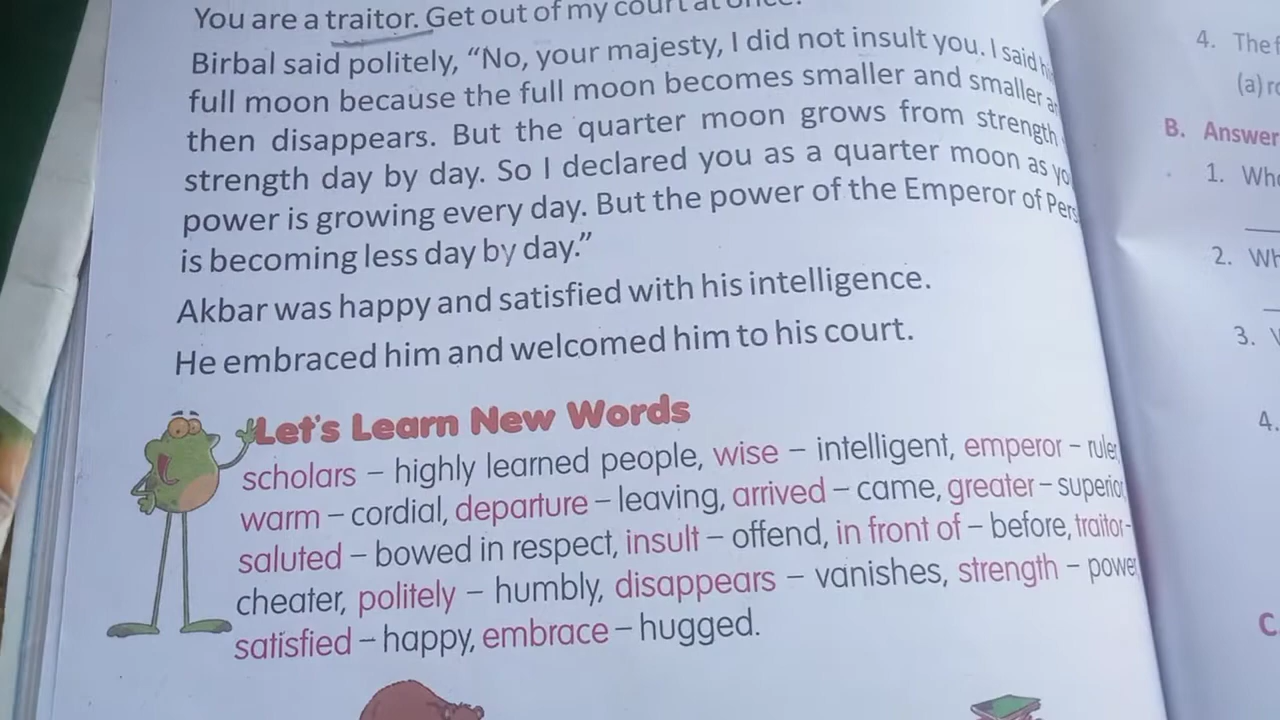 You are a traitor. Get out of my court at once.
Birbal said politely, “No, your majesty, I did not insult you. I said
full moon because the full moon becomes smaller and smaller
then disappears. But the quarter moon grows from strength
strength day by day. So I declared you as a quarter moon as
power is growing every day. But the power of the Emperor of
is becoming less day by day.”
Akbar was happy and satisfied with his intelligence.
He embraced him and welcomed him to his court.
Let's Learn New Words
scholars – highly learned people, wise – intelligent, emperor – ruler
warm – cordial, departure – leaving, arrived – came, greater – superior
saluted – bowed in respect, insult – offend, in front of – before, traitor-
cheater, politely – humbly, disappears – vanishes, strength – power
satisfied – happy, embrace – hugged.
4. The
(a)
B. Answer
1.
2.
3.
4.
C